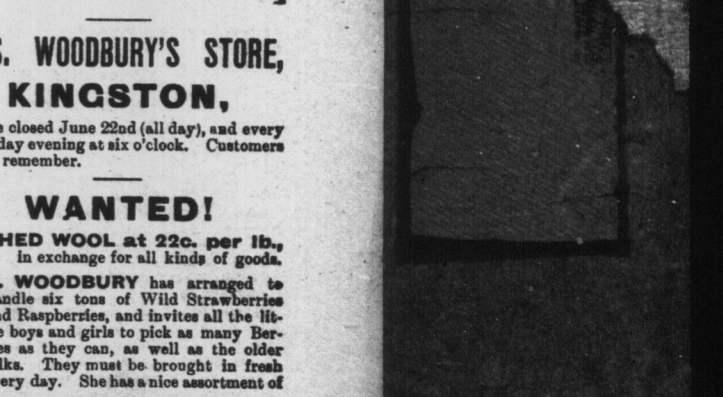 . WOODBURY'S STORE,
KINGSTON,
closed June 22nd (all day), and every
day evening at six o'clock. Customers
remember.
WANTED!
HED WOOL at 22c. per lb.,
in exchange for all kinds of goods.
. WOODBURY has arranged to
andle six tons of Wild Strawberries
nd Raspberries, and invites all the lit-
e boys and girls to pick as many Ber-
es as they can, as well as the older
lks. They must be brought in fresh
ery day. She has a nice assortment of